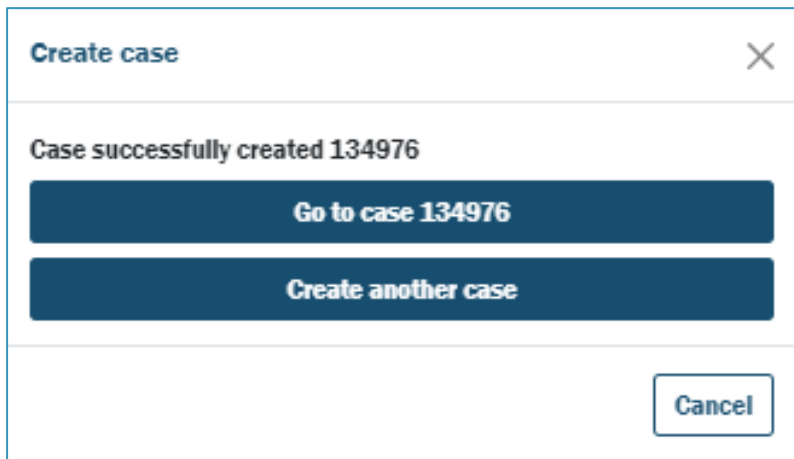 Create case
Case successfully created 134976
Go to case 134976
Create another case
Cancel